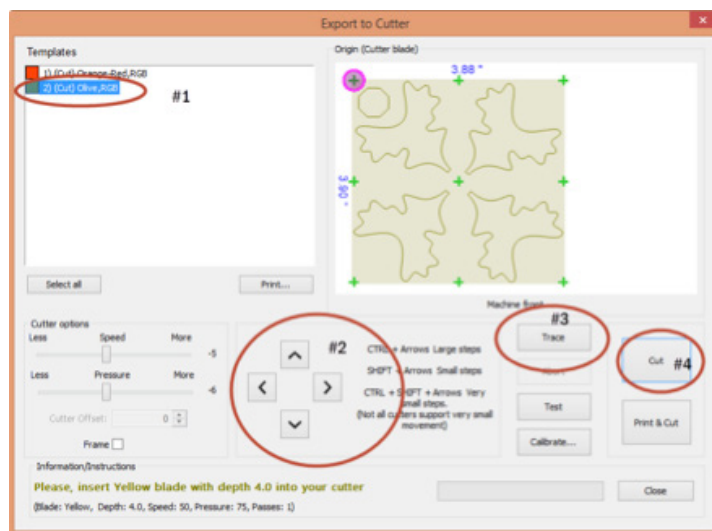 Export to Cutter
Templates
Origin (Cutter blade)
1) (Cut) Orange-Red,RGB
2) (Cut) Olive,RGB
#1
3.88 "
3.90 "
Select all
Print...
Machine front
Cutter options
Less Speed More
-5
Less Pressure More
-6
Cutter Offset: 0
Frame
#2
CTRL + Arrows Large steps
SHIFT + Arrows Small steps
CTRL + SHIFT + Arrows Very
small steps.
(Not all cutters support very small
movement)
#3
Trace
Test
Calibrate...
Cut
#4
Print & Cut
Information/Instructions
Please, insert Yellow blade with depth 4.0 into your cutter
(Blade: Yellow, Depth: 4.0, Speed: 50, Pressure: 75, Passes: 1)
Close